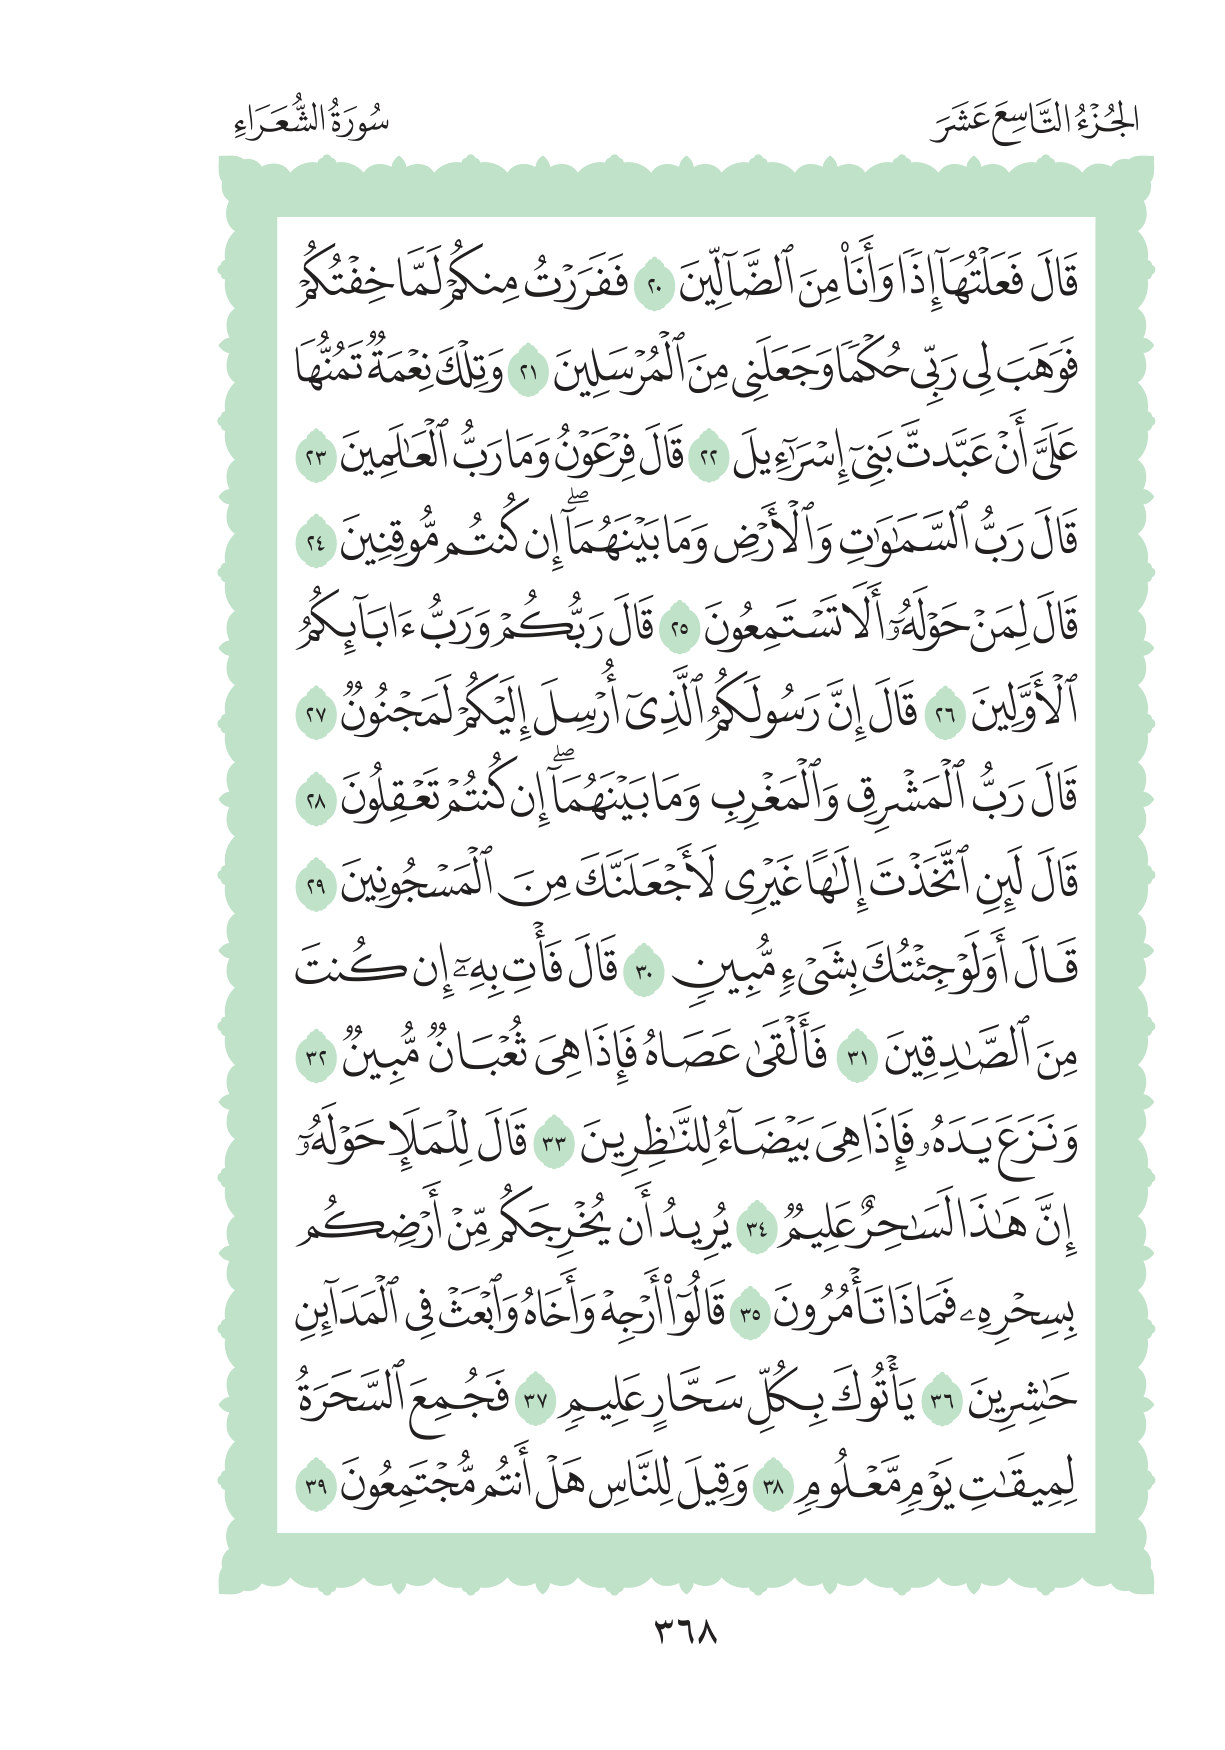 الجُزْءُ التَّاسِعَ عَشَرَ
سُورَةُ الشُّعَرَاءِ
قَالَ فَعَلْتُهَآ إِذًا وَأَنَا۠ مِنَ ٱلضَّآلِّينَ ٢٠ فَفَرَرْتُ مِنكُمْ لَمَّا خِفْتُكُمْ
فَوَهَبَ لِى رَبِّى حُكْمًا وَجَعَلَنِى مِنَ ٱلْمُرْسَلِينَ ٢١ وَتِلْكَ نِعْمَةٌ تَمُنُّهَا
عَلَىَّ أَنْ عَبَّدتَّ بَنِىٓ إِسْرَٰٓءِيلَ ٢٢ قَالَ فِرْعَوْنُ وَمَا رَبُّ ٱلْعَٰلَمِينَ ٢٣
قَالَ رَبُّ ٱلسَّمَٰوَٰتِ وَٱلْأَرْضِ وَمَا بَيْنَهُمَآ ۖ إِن كُنتُم مُّوقِنِينَ ٢٤
قَالَ لِمَنْ حَوْلَهُۥٓ أَلَا تَسْتَمِعُونَ ٢٥ قَالَ رَبُّكُمْ وَرَبُّ ءَابَآئِكُمُ
ٱلْأَوَّلِينَ ٢٦ قَالَ إِنَّ رَسُولَكُمُ ٱلَّذِىٓ أُرْسِلَ إِلَيْكُمْ لَمَجْنُونٌ ٢٧
قَالَ رَبُّ ٱلْمَشْرِقِ وَٱلْمَغْرِبِ وَمَا بَيْنَهُمَآ ۖ إِن كُنتُمْ تَعْقِلُونَ ٢٨
قَالَ لَئِنِ ٱتَّخَذْتَ إِلَٰهًا غَيْرِى لَأَجْعَلَنَّكَ مِنَ ٱلْمَسْجُونِينَ ٢٩
قَالَ أَوَلَوْ جِئْتُكَ بِشَىْءٍ مُّبِينٍ ٣٠ قَالَ فَأْتِ بِهِۦٓ إِن كُنتَ
مِنَ ٱلصَّٰدِقِينَ ٣١ فَأَلْقَىٰ عَصَاهُ فَإِذَا هِىَ ثُعْبَانٌ مُّبِينٌ ٣٢
وَنَزَعَ يَدَهُۥ فَإِذَا هِىَ بَيْضَآءُ لِلنَّٰظِرِينَ ٣٣ قَالَ لِلْمَلَإِ حَوْلَهُۥٓ
إِنَّ هَٰذَا لَسَٰحِرٌ عَلِيمٌ ٣٤ يُرِيدُ أَن يُخْرِجَكُم مِّنْ أَرْضِكُم
بِسِحْرِهِۦ فَمَاذَا تَأْمُرُونَ ٣٥ قَالُوٓا۟ أَرْجِهْ وَأَخَاهُ وَٱبْعَثْ فِى ٱلْمَدَآئِنِ
حَٰشِرِينَ ٣٦ يَأْتُوكَ بِكُلِّ سَحَّارٍ عَلِيمٍ ٣٧ فَجُمِعَ ٱلسَّحَرَةُ
لِمِيقَٰتِ يَوْمٍ مَّعْلُومٍ ٣٨ وَقِيلَ لِلنَّاسِ هَلْ أَنتُم مُّجْتَمِعُونَ ٣٩
٣٦٨